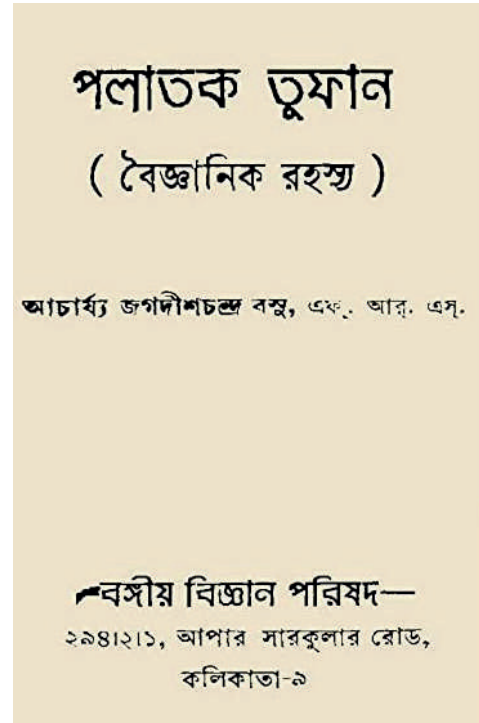 পলাতক তুফান
( বৈজ্ঞানিক রহস্য )
আচার্য্য জগদীশচন্দ্র বসু, এফ্. আর্. এস্.
—বঙ্গীয় বিজ্ঞান পরিষদ—
২৯৪।২।১, আপার সারকুলার রোড,
কলিকাতা-৯